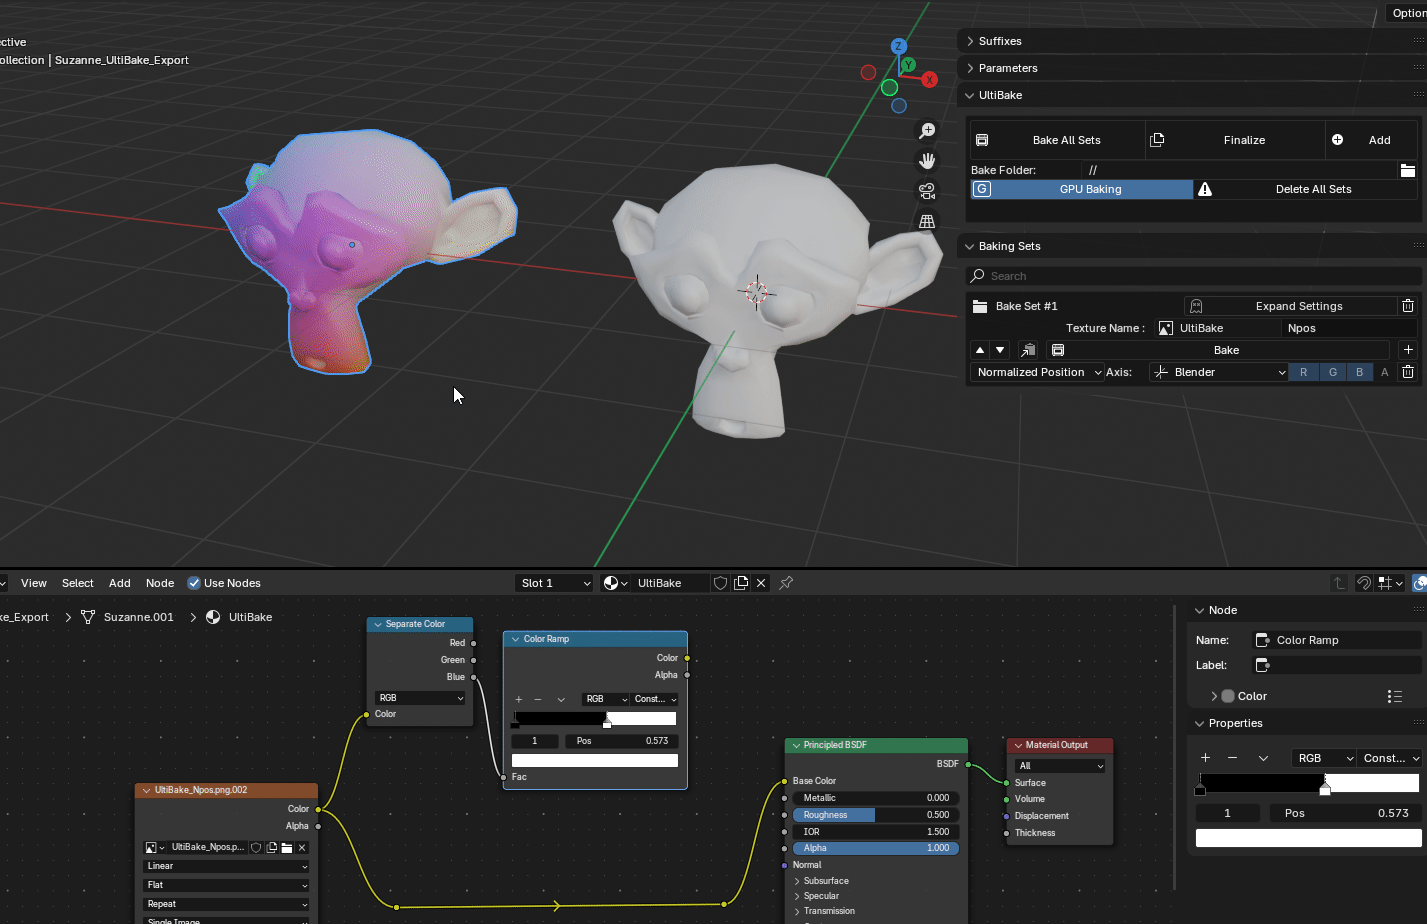 Option
ective
ollection | Suzanne_UltiBake_Export
Z
Y
X
Suffixes
Parameters
UltiBake
Bake All Sets
Finalize
Add
Bake Folder:
//
G
GPU Baking
Delete All Sets
Baking Sets
Search
Bake Set #1
Expand Settings
Texture Name :
UltiBake
Npos
Bake
Normalized Position
Axis:
Blender
R
G
B
A
View
Select
Add
Node
Use Nodes
Slot 1
UltiBake
ke_Export
Suzanne.001
UltiBake
Separate Color
Red
Green
Blue
RGB
Color
Color Ramp
Color
Alpha
RGB
Const...
1
Pos
0.573
Fac
UltiBake_Npos.png.002
Color
Alpha
UltiBake_Npos.p...
Linear
Flat
Repeat
Single Image
Principled BSDF
BSDF
Base Color
Metallic
0.000
Roughness
0.500
IOR
1.500
Alpha
1.000
Normal
Subsurface
Specular
Transmission
Material Output
All
Surface
Volume
Displacement
Thickness
Node
Name:
Color Ramp
Label:
Color
Properties
RGB
Const...
1
Pos
0.573